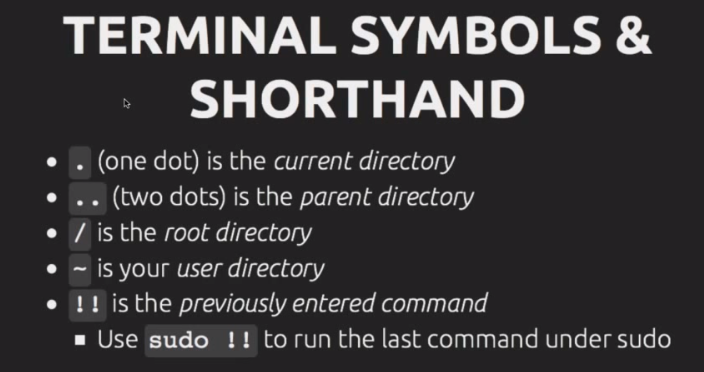 TERMINAL SYMBOLS &
SHORTHAND
• . (one dot) is the current directory
• .. (two dots) is the parent directory
• / is the root directory
• ~ is your user directory
• !! is the previously entered command
▪ Use sudo !! to run the last command under sudo